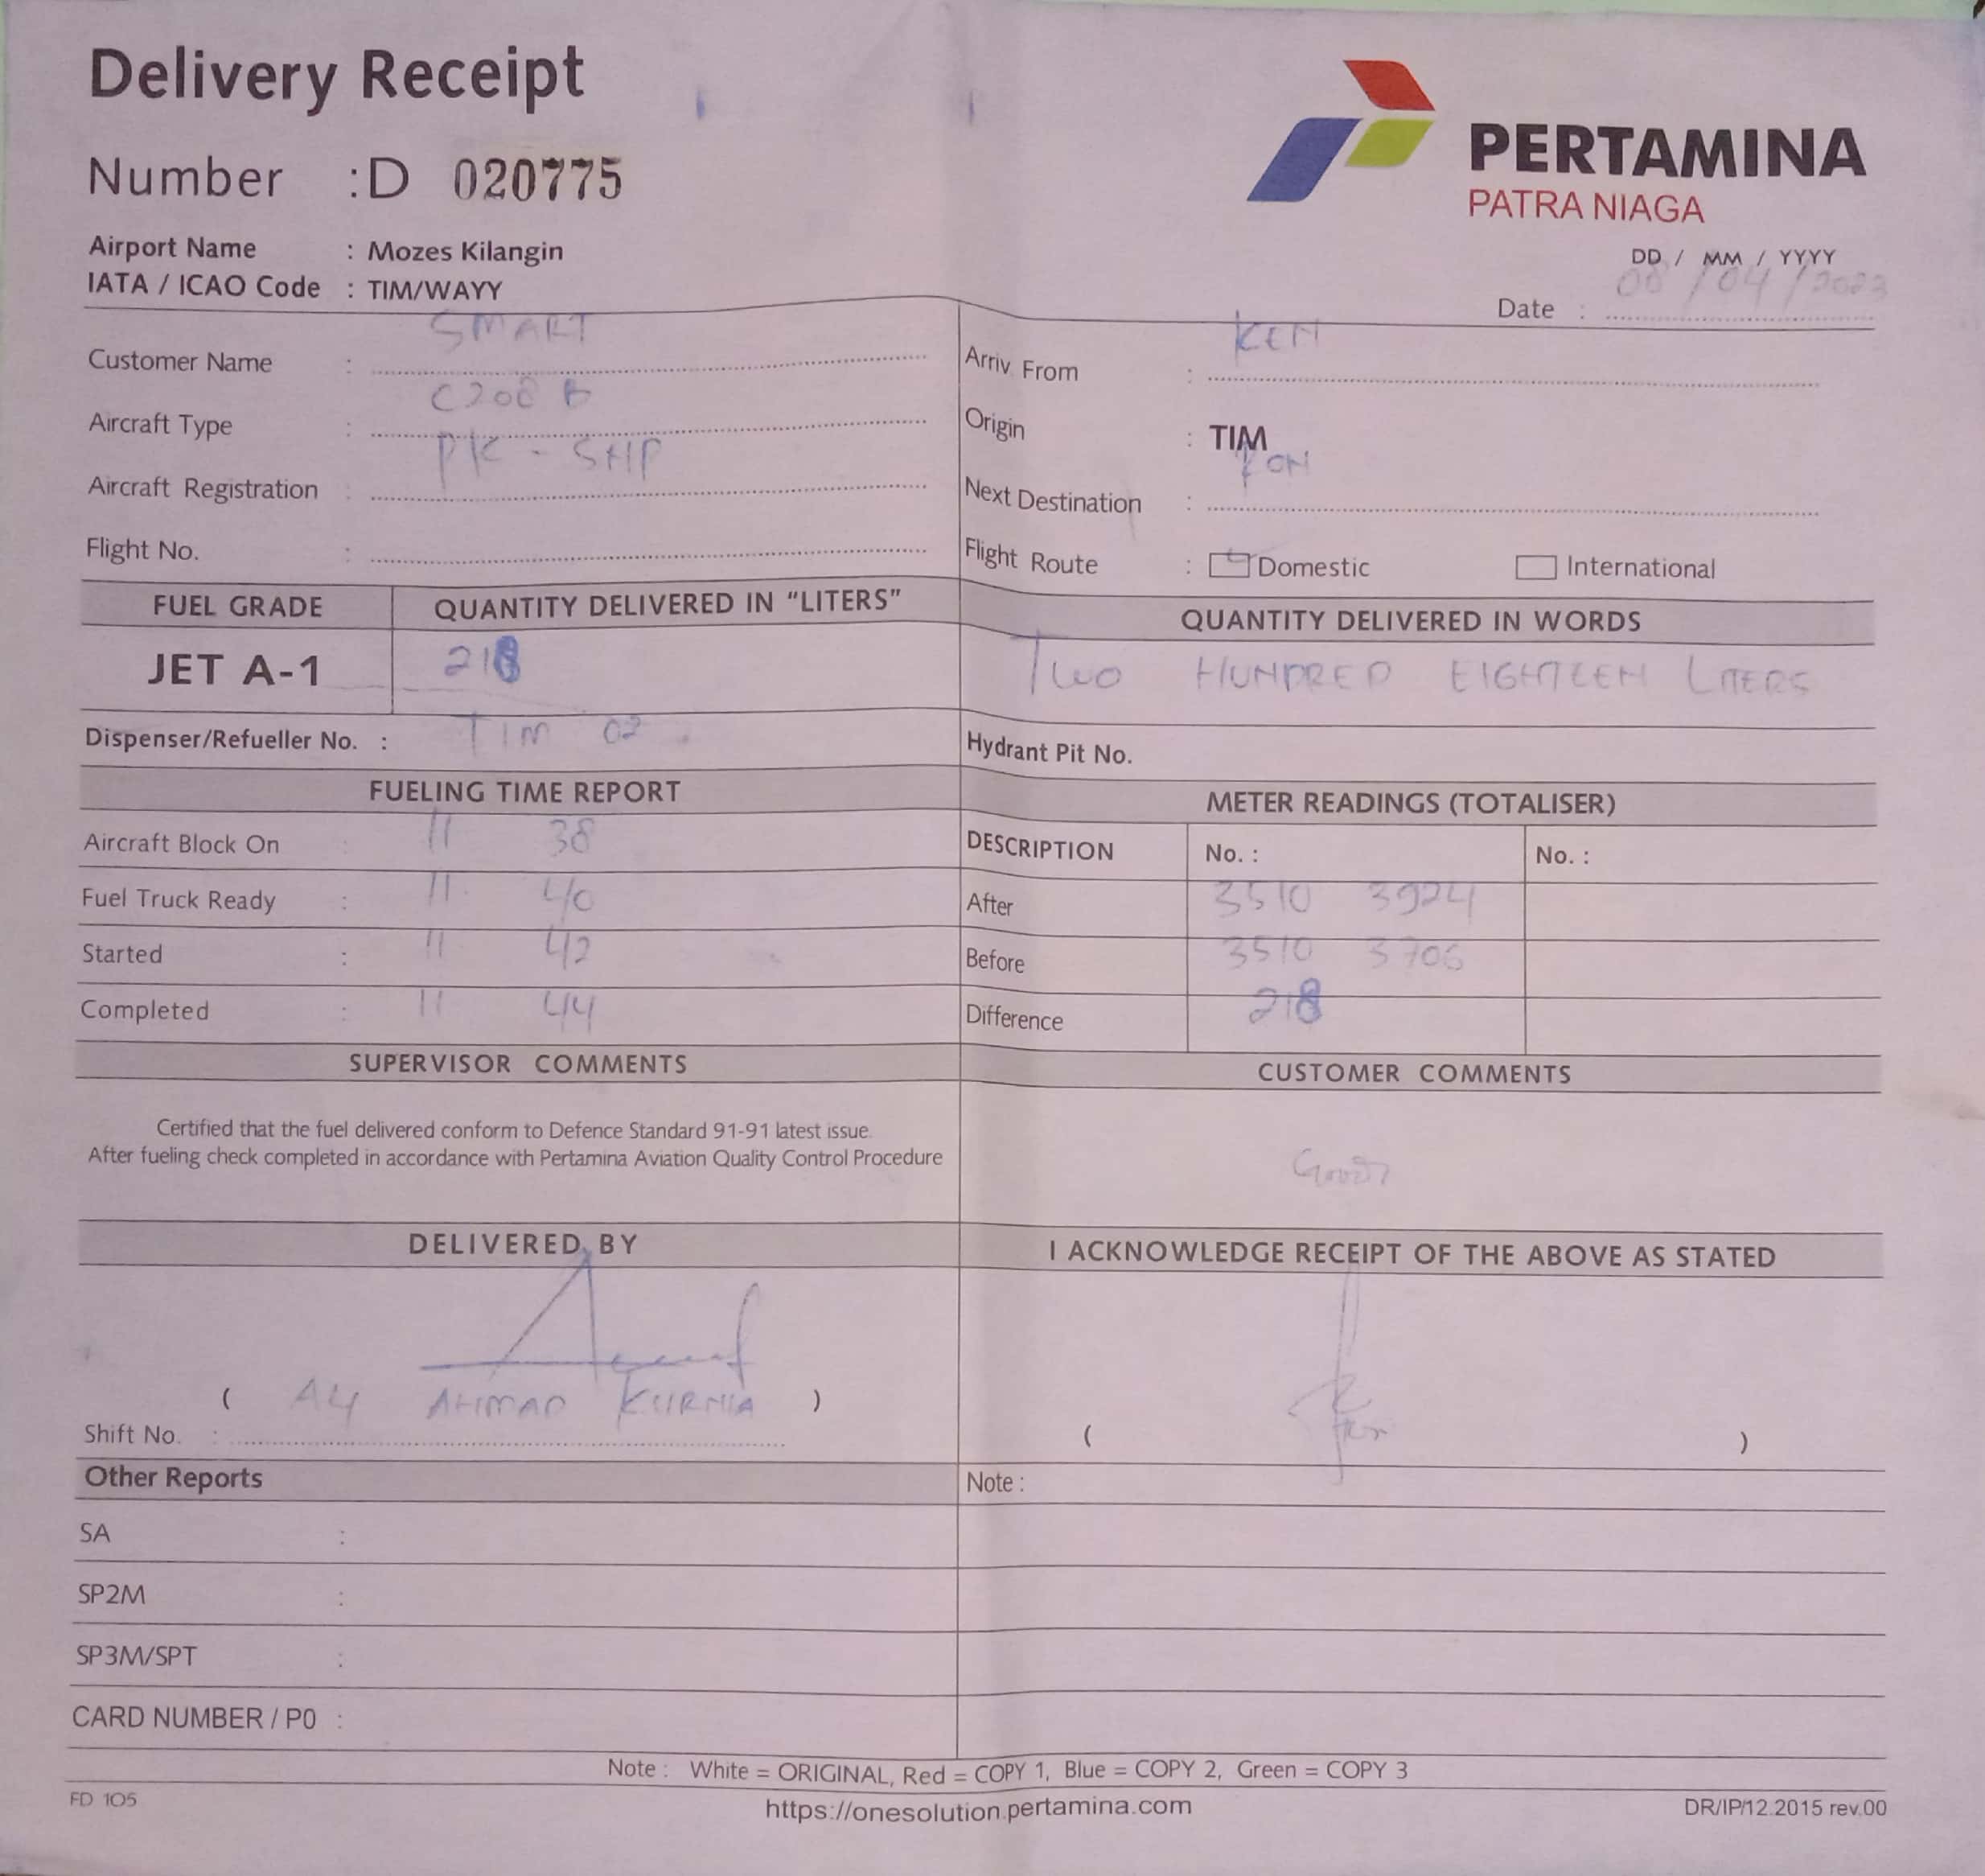 Delivery Receipt
PERTAMINA
PATRA NIAGA
Number : D 020775
Airport Name : Mozes Kilangin
IATA / ICAO Code : TIM/WAYY
DD / MM / YYYY
Date : 08/04/2023
Customer Name : SMART
Aircraft Type : C208 B
Aircraft Registration : PK - SHP
Flight No. :
Arriv From :
Origin : TIM
Next Destination :
Flight Route : Domestic International
FUEL GRADE QUANTITY DELIVERED IN "LITERS" QUANTITY DELIVERED IN WORDS
JET A-1 218 TWO HUNDRED EIGHTEEN LITERS
Dispenser/Refueller No. : TIM 02 Hydrant Pit No.
FUELING TIME REPORT
Aircraft Block On : 11 38
Fuel Truck Ready : 11 40
Started : 11 42
Completed : 11 44
METER READINGS (TOTALISER)
DESCRIPTION No. : No. :
After 3510 3924
Before 3510 3706
Difference 218
SUPERVISOR COMMENTS
Certified that the fuel delivered conform to Defence Standard 91-91 latest issue.
After fueling check completed in accordance with Pertamina Aviation Quality Control Procedure
CUSTOMER COMMENTS
Good
DELIVERED BY
( AHMAD KURNIA )
Shift No. :
I ACKNOWLEDGE RECEIPT OF THE ABOVE AS STATED
( )
Other Reports
SA :
SP2M :
SP3M/SPT :
CARD NUMBER / P0 :
Note :
Note : White = ORIGINAL, Red = COPY 1, Blue = COPY 2, Green = COPY 3
FD 105
https://onesolution.pertamina.com
DR/IP/12.2015 rev.00